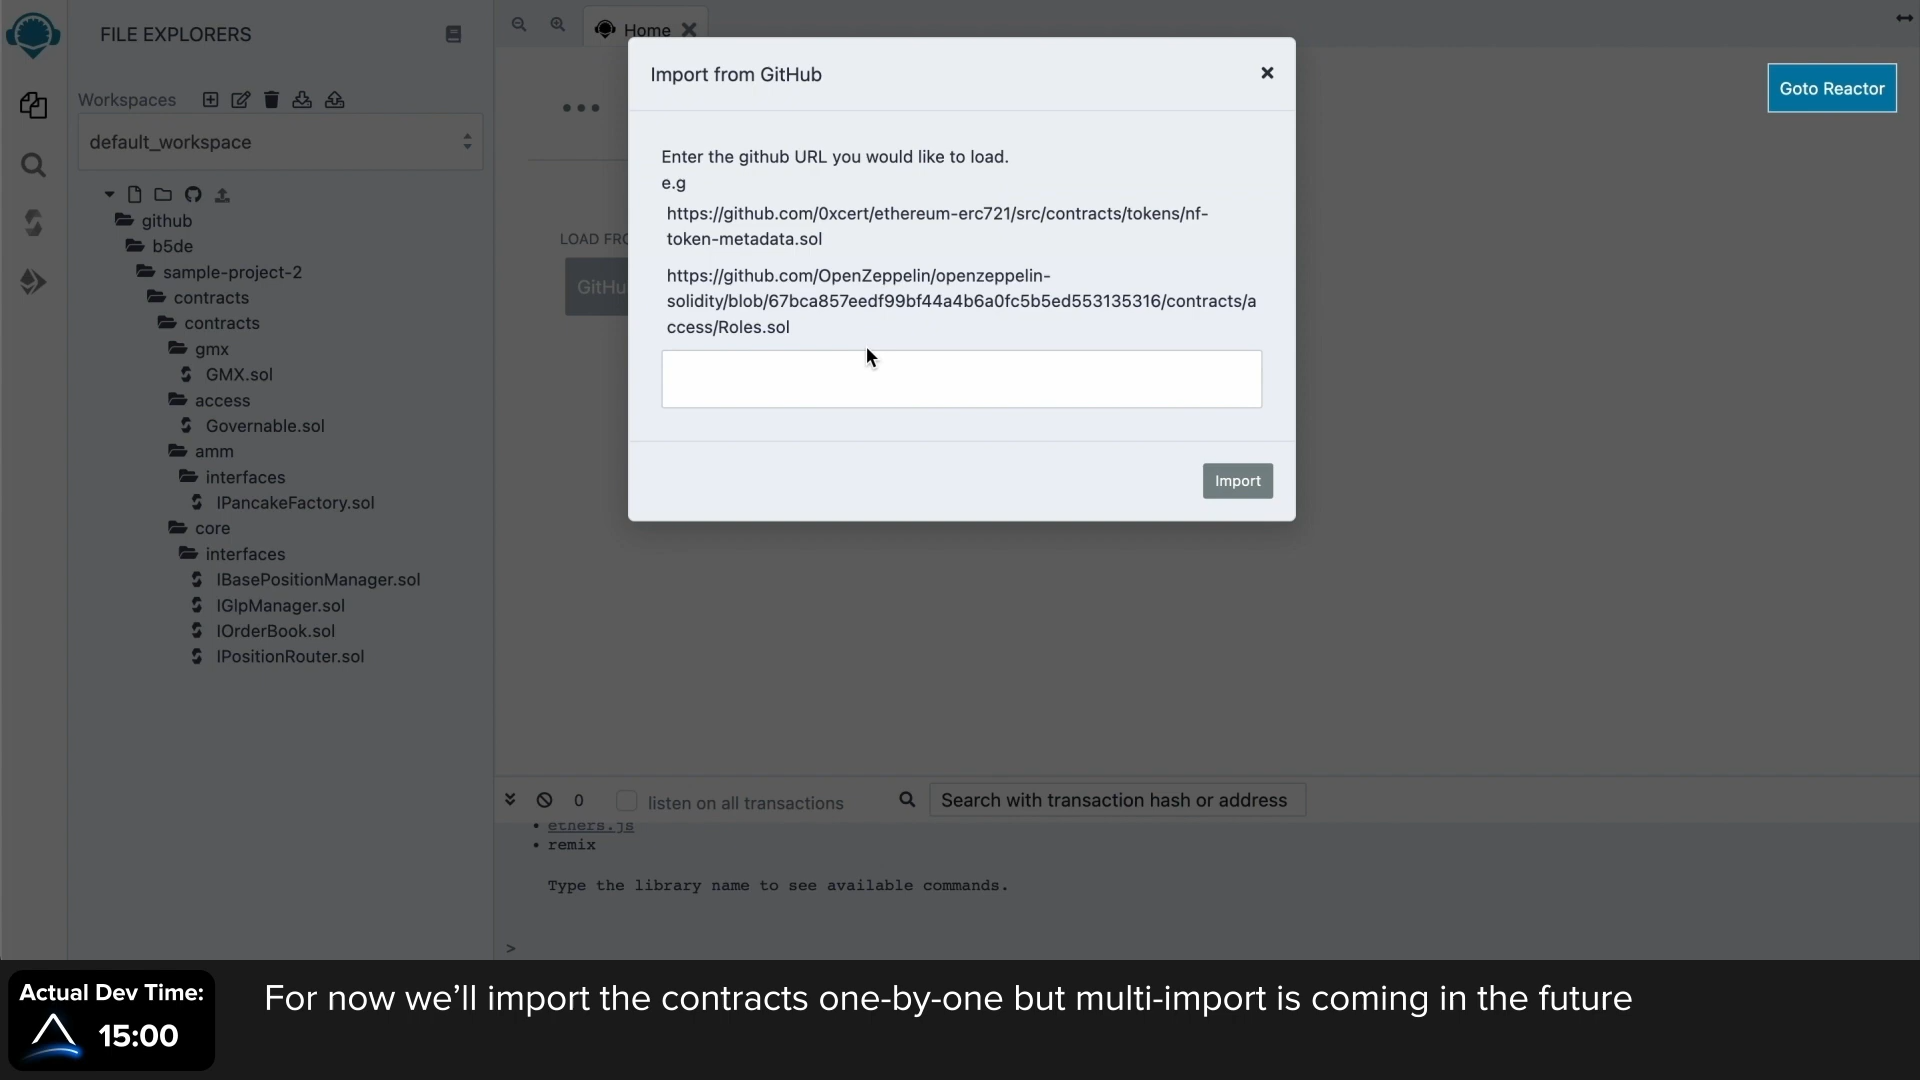 FILE EXPLORERS
Workspaces
default_workspace
github
b5de
sample-project-2
contracts
contracts
gmx
GMX.sol
access
Governable.sol
amm
interfaces
IPancakeFactory.sol
core
interfaces
IBasePositionManager.sol
IGlpManager.sol
IOrderBook.sol
IPositionRouter.sol
Home
LOAD FRO
GitHu
Import from GitHub
Enter the github URL you would like to load.
e.g
https://github.com/0xcert/ethereum-erc721/src/contracts/tokens/nf-
token-metadata.sol
https://github.com/OpenZeppelin/openzeppelin-
solidity/blob/67bca857eedf99bf44a4b6a0fc5b5ed553135316/contracts/a
ccess/Roles.sol
Import
Goto Reactor
0 listen on all transactions Search with transaction hash or address
• ethers.js
• remix
Type the library name to see available commands.
>
Actual Dev Time:
15:00
For now we’ll import the contracts one-by-one but multi-import is coming in the future